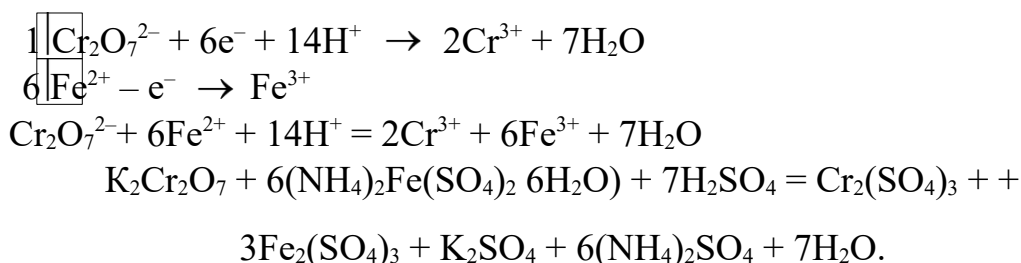 1 Cr₂O₇²⁻ + 6e⁻ + 14H⁺ → 2Cr³⁺ + 7H₂O
6 Fe²⁺ – e⁻ → Fe³⁺
Cr₂O₇²⁻+ 6Fe²⁺ + 14H⁺ = 2Cr³⁺ + 6Fe³⁺ + 7H₂O
K₂Cr₂O₇ + 6(NH₄)₂Fe(SO₄)₂ 6H₂O) + 7H₂SO₄ = Cr₂(SO₄)₃ + +
3Fe₂(SO₄)₃ + K₂SO₄ + 6(NH₄)₂SO₄ + 7H₂O.